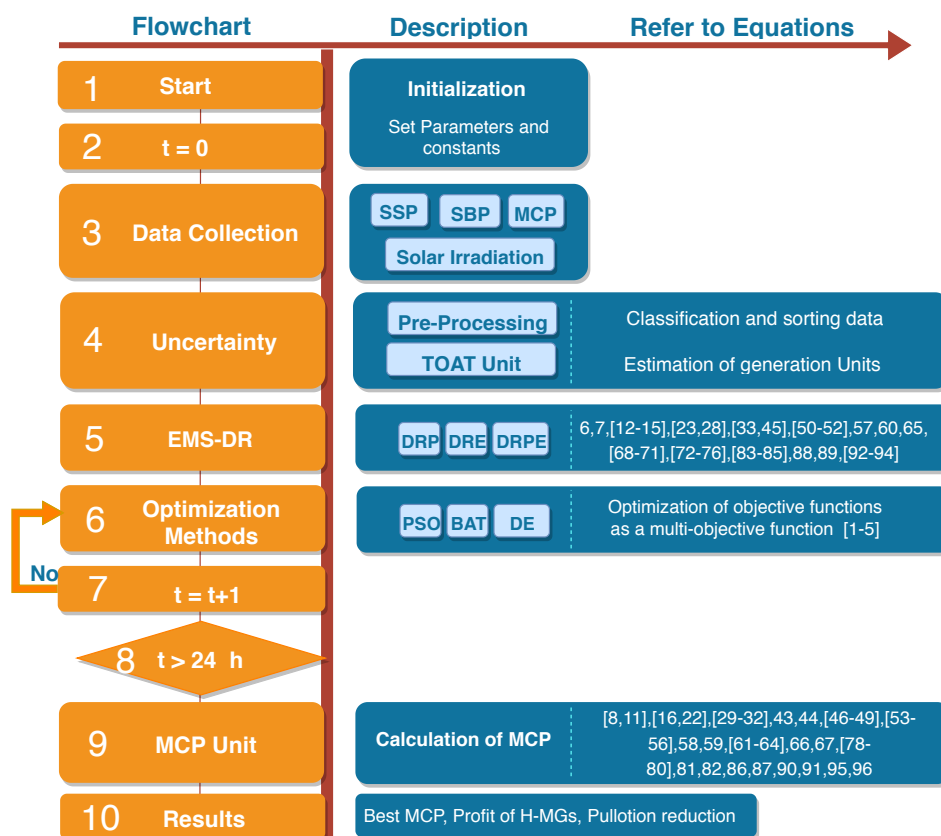 Flowchart Description Refer to Equations
1 Start
Initialization
Set Parameters and
constants
2 t = 0
3 Data Collection
SSP SBP MCP
Solar Irradiation
4 Uncertainty
Pre-Processing Classification and sorting data
TOAT Unit Estimation of generation Units
5 EMS-DR
DRP DRE DRPE
6,7,[12-15],[23,28],[33,45],[50-52],57,60,65,
[68-71],[72-76],[83-85],88,89,[92-94]
6 Optimization
Methods
PSO BAT DE
Optimization of objective functions
as a multi-objective function [1-5]
No
7 t = t+1
8 t > 24 h
9 MCP Unit
Calculation of MCP
[8,11],[16,22],[29-32],43,44,[46-49],[53-
56],58,59,[61-64],66,67,[78-
80],81,82,86,87,90,91,95,96
10 Results
Best MCP, Profit of H-MGs, Pullotion reduction